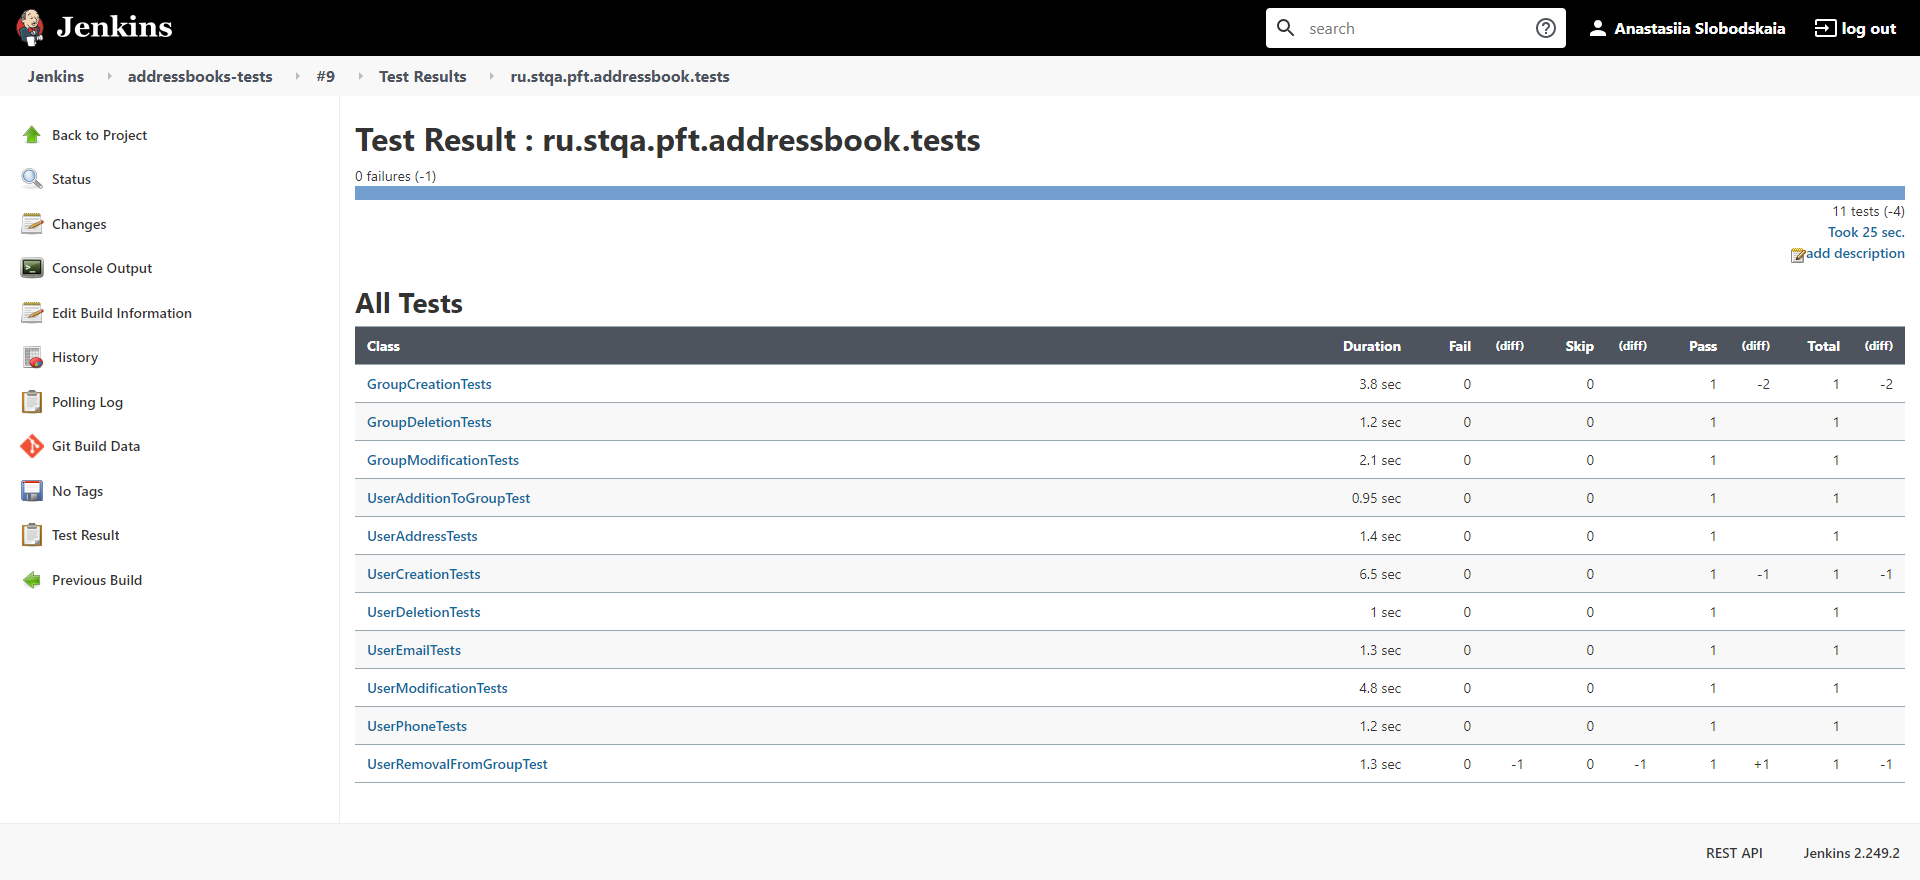 Jenkins
search
Anastasiia Slobodskaia
log out
Jenkins addressbooks-tests #9 Test Results ru.stqa.pft.addressbook.tests
Back to Project
Status
Changes
Console Output
Edit Build Information
History
Polling Log
Git Build Data
No Tags
Test Result
Previous Build
Test Result : ru.stqa.pft.addressbook.tests
0 failures (-1)
11 tests (-4)
Took 25 sec.
add description
All Tests
Class Duration Fail (diff) Skip (diff) Pass (diff) Total (diff)
GroupCreationTests 3.8 sec 0 0 1 -2 1 -2
GroupDeletionTests 1.2 sec 0 0 1 1
GroupModificationTests 2.1 sec 0 0 1 1
UserAdditionToGroupTest 0.95 sec 0 0 1 1
UserAddressTests 1.4 sec 0 0 1 1
UserCreationTests 6.5 sec 0 0 1 -1 1 -1
UserDeletionTests 1 sec 0 0 1 1
UserEmailTests 1.3 sec 0 0 1 1
UserModificationTests 4.8 sec 0 0 1 1
UserPhoneTests 1.2 sec 0 0 1 1
UserRemovalFromGroupTest 1.3 sec 0 -1 0 -1 1 +1 1 -1
REST API Jenkins 2.249.2